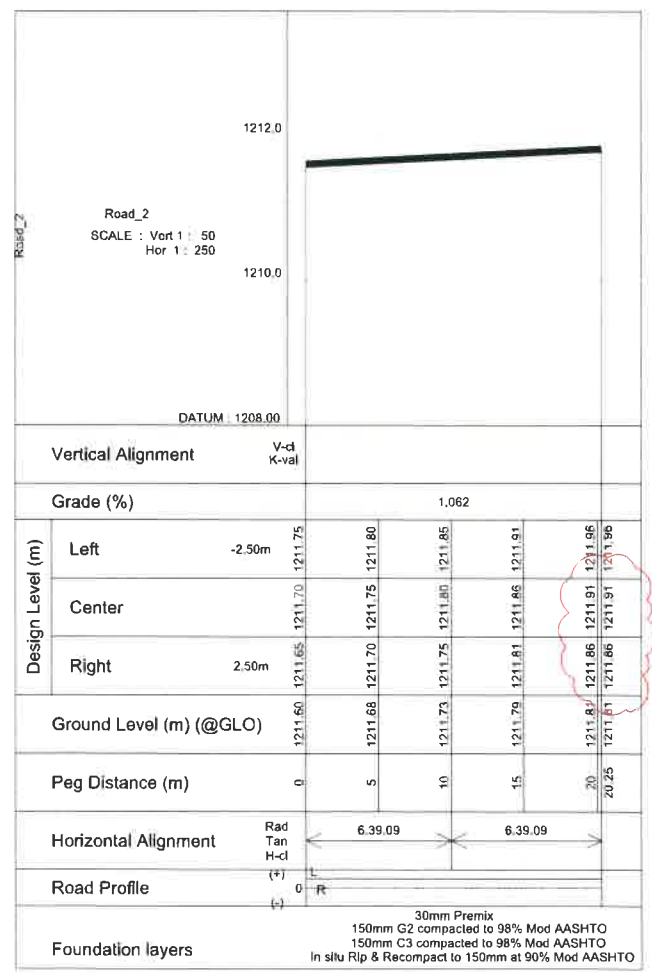 1212.0
Road_2
Road_2
SCALE : Vert 1 : 50
Hor 1 : 250
1210.0
DATUM : 1208.00
Vertical Alignment V-cl
K-val
Grade (%) 1.062
Design Level (m)
Left -2.50m 1211.75 1211.80 1211.85 1211.91 1211.96 1211.96
Center 1211.70 1211.75 1211.80 1211.86 1211.91 1211.91
Right 2.50m 1211.65 1211.70 1211.75 1211.81 1211.86 1211.86
Ground Level (m) (@GLO) 1211.60 1211.68 1211.73 1211.79 1211.81 1211.81
Peg Distance (m) 0 5 10 15 20 20.25
Horizontal Alignment Rad
Tan 6.39.09 6.39.09
H-cl
(+) L
Road Profile 0 R
(-)
30mm Premix
150mm G2 compacted to 98% Mod AASHTO
150mm C3 compacted to 98% Mod AASHTO
Foundation layers In situ Rip & Recompact to 150mm at 90% Mod AASHTO